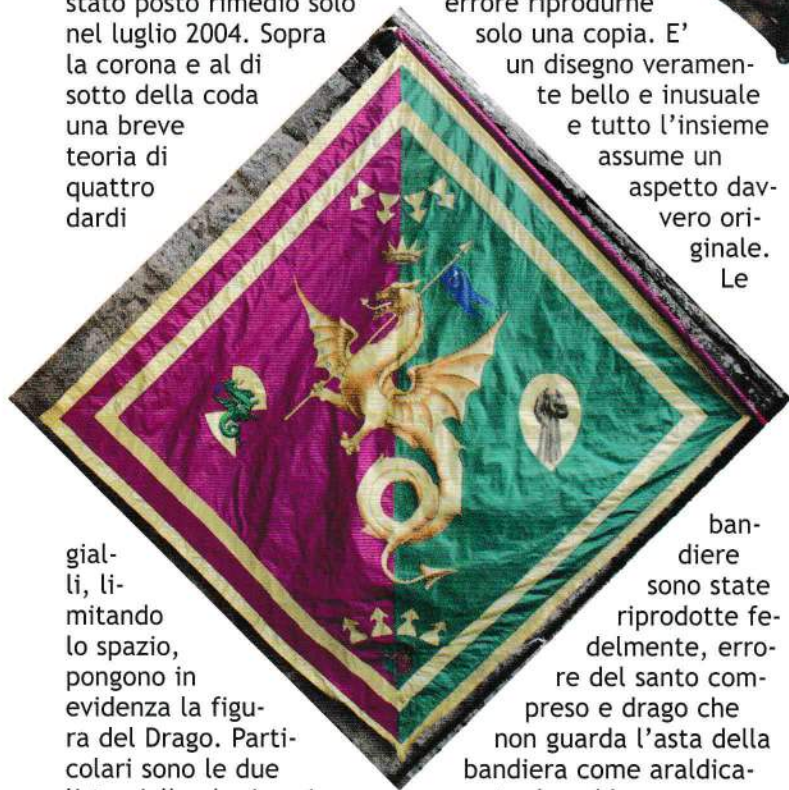 stato posto rimedio solo
nel luglio 2004. Sopra
la corona e al di
sotto della coda
una breve
teoria di
quattro
dardi
gial-
li, li-
mitando
lo spazio,
pongono in
evidenza la figu-
ra del Drago. Parti-
colari sono le due
errore riprodurne
solo una copia. E'
un disegno veramen-
te bello e inusuale
e tutto l'insieme
assume un
aspetto dav-
vero ori-
ginale.
Le
ban-
diere
sono state
riprodotte fe-
delmente, erro-
re del santo com-
preso e drago che
non guarda l'asta della
bandiera come araldica-